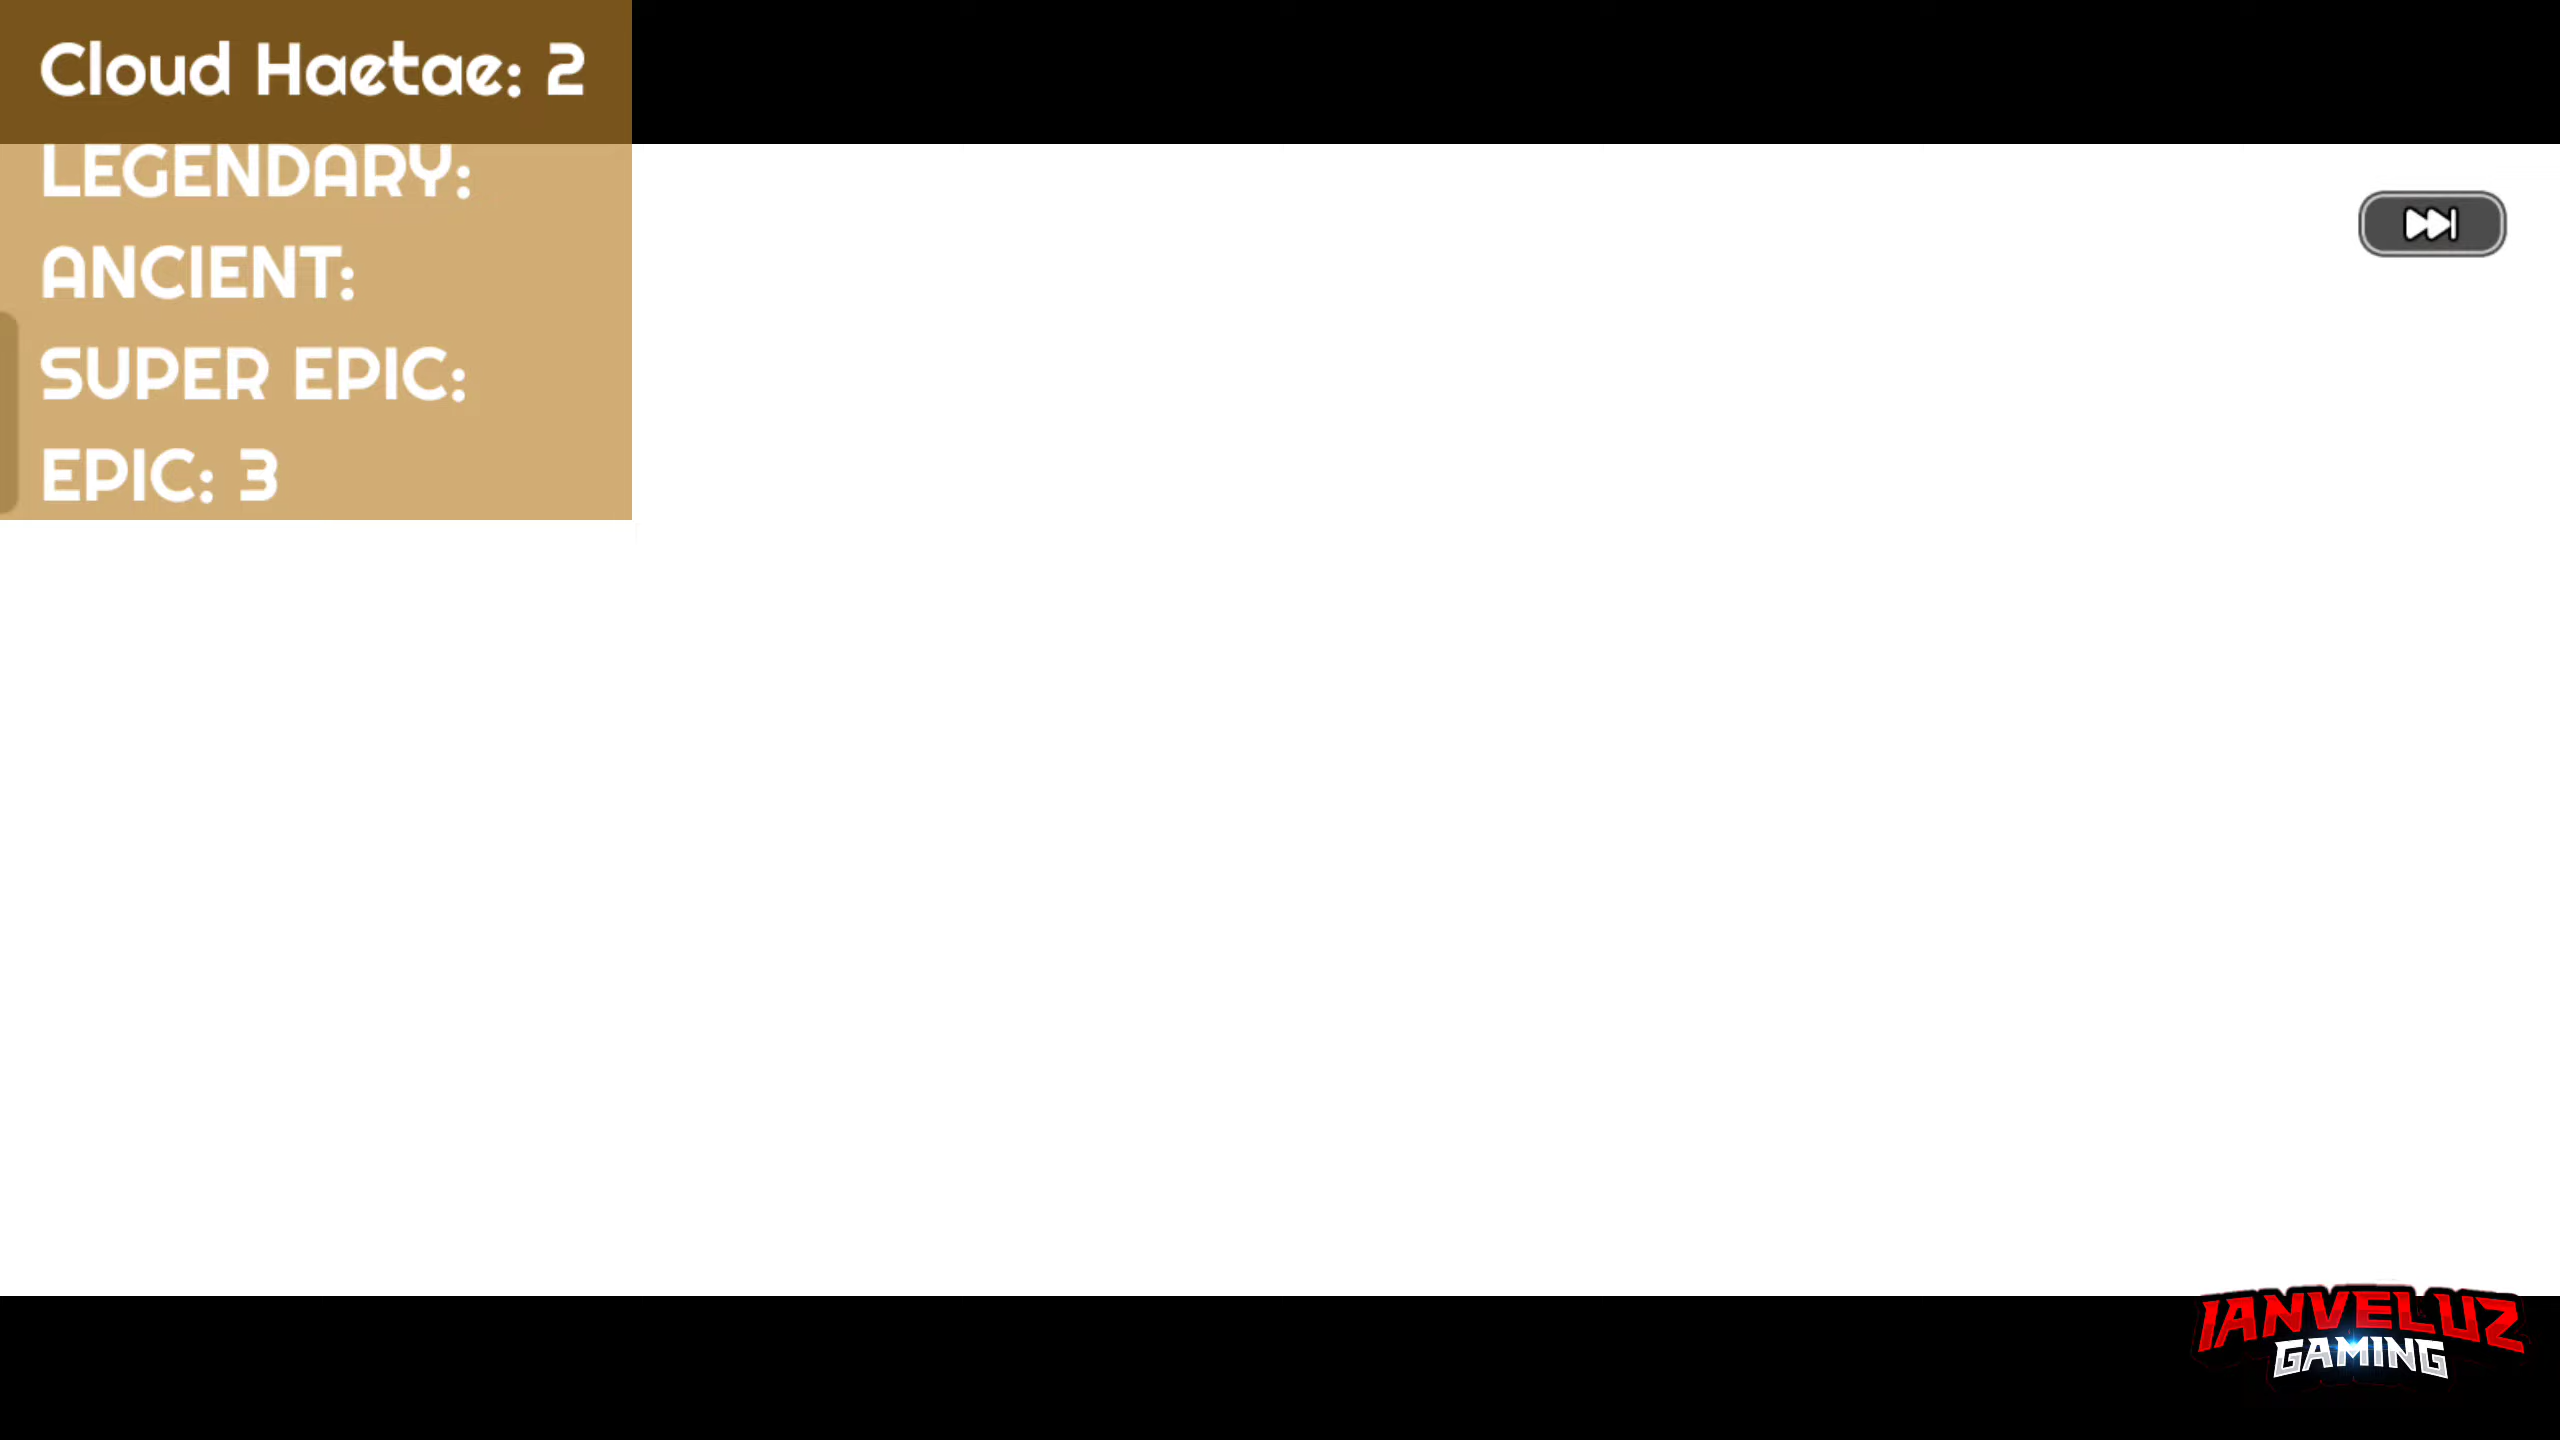 Cloud Haetae: 2
LEGENDARY:
ANCIENT:
SUPER EPIC:
EPIC: 3
IANVELUZ
GAMING